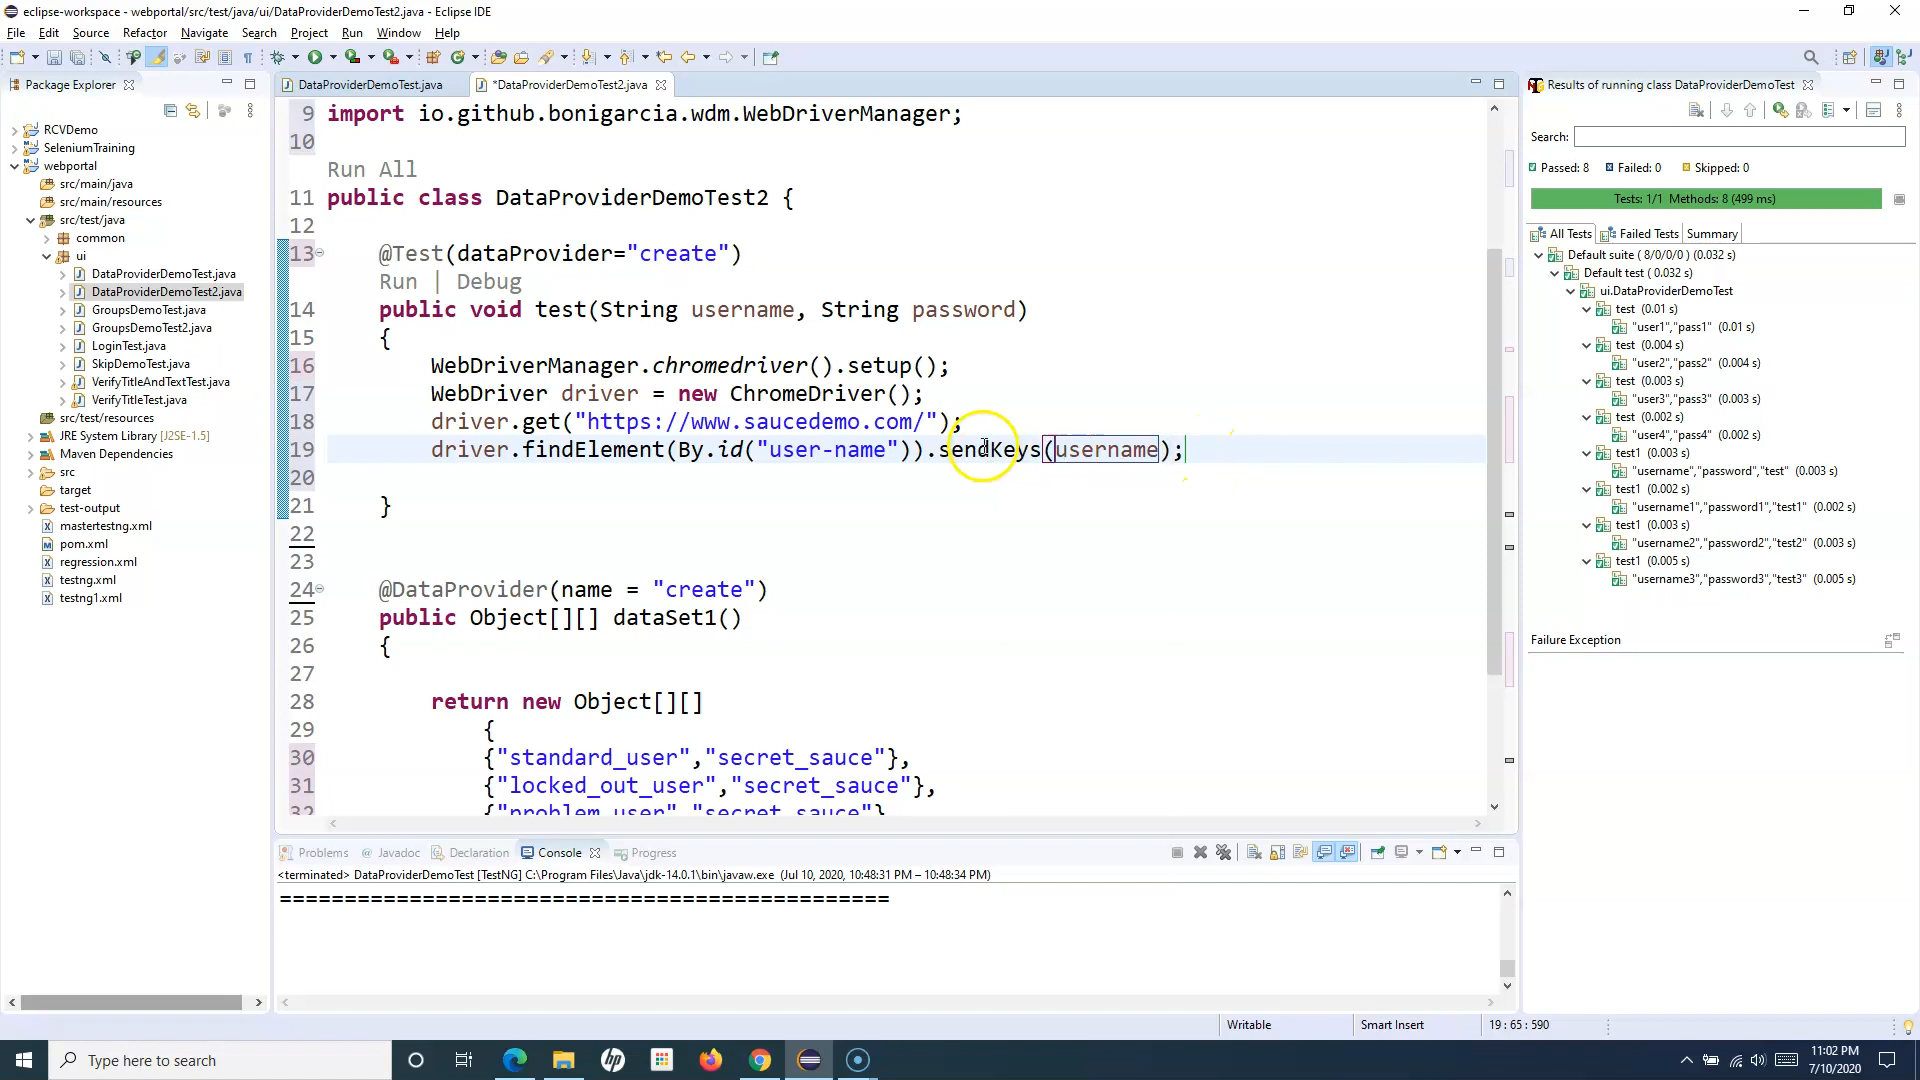 eclipse-workspace - webportal/src/test/java/ui/DataProviderDemoTest2.java - Eclipse IDE
File Edit Source Refactor Navigate Search Project Run Window Help
Package Explorer
RCVDemo
SeleniumTraining
webportal
src/main/java
src/main/resources
src/test/java
common
ui
DataProviderDemoTest.java
DataProviderDemoTest2.java
GroupsDemoTest.java
GroupsDemoTest2.java
LoginTest.java
SkipDemoTest.java
VerifyTitleAndTextTest.java
VerifyTitleTest.java
src/test/resources
JRE System Library [J2SE-1.5]
Maven Dependencies
src
target
test-output
mastertestng.xml
pom.xml
regression.xml
testng.xml
testng1.xml
DataProviderDemoTest.java
*DataProviderDemoTest2.java
9 import io.github.bonigarcia.wdm.WebDriverManager;
10
Run All
11 public class DataProviderDemoTest2 {
12
13 @Test(dataProvider="create")
Run | Debug
14 public void test(String username, String password)
15 {
16 WebDriverManager.chromedriver().setup();
17 WebDriver driver = new ChromeDriver();
18 driver.get("https://www.saucedemo.com/");
19 driver.findElement(By.id("user-name")).sendKeys(username);
20
21 }
22
23
24 @DataProvider(name = "create")
25 public Object[][] dataSet1()
26 {
27
28 return new Object[][]
29 {
30 {"standard_user","secret_sauce"},
31 {"locked_out_user","secret_sauce"},
32 {"problem_user","secret_sauce"}
Problems Javadoc Declaration Console Progress
<terminated> DataProviderDemoTest [TestNG] C:\Program Files\Java\jdk-14.0.1\bin\javaw.exe (Jul 10, 2020, 10:48:31 PM – 10:48:34 PM)
===============================================
Results of running class DataProviderDemoTest
Search:
Passed: 8 Failed: 0 Skipped: 0
Tests: 1/1 Methods: 8 (499 ms)
All Tests Failed Tests Summary
Default suite ( 8/0/0/0 ) (0.032 s)
Default test ( 0.032 s)
ui.DataProviderDemoTest
test (0.01 s)
"user1","pass1" (0.01 s)
test (0.004 s)
"user2","pass2" (0.004 s)
test (0.003 s)
"user3","pass3" (0.003 s)
test (0.002 s)
"user4","pass4" (0.002 s)
test1 (0.003 s)
"username","password","test" (0.003 s)
test1 (0.002 s)
"username1","password1","test1" (0.002 s)
test1 (0.003 s)
"username2","password2","test2" (0.003 s)
test1 (0.005 s)
"username3","password3","test3" (0.005 s)
Failure Exception
Writable Smart Insert 19 : 65 : 590
Type here to search
hp
11:02 PM
7/10/2020